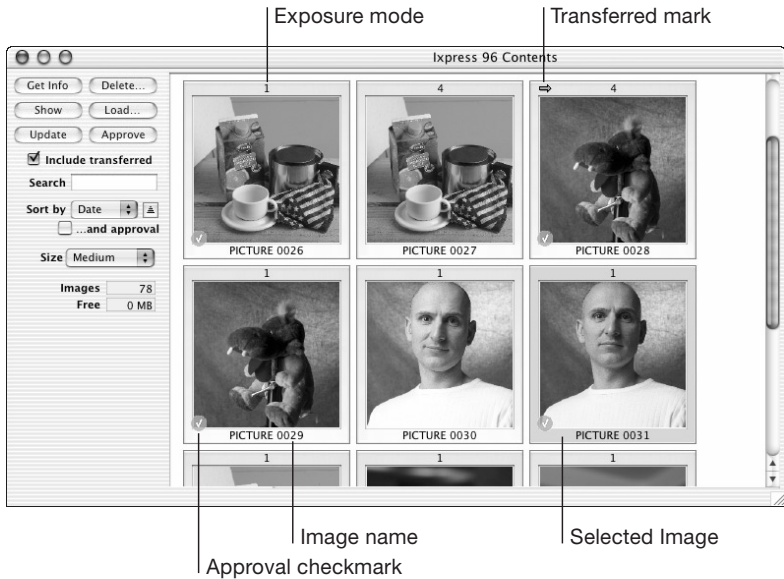 Exposure mode
Transferred mark
Ixpress 96 Contents
Get Info
Delete...
Show
Load...
Update
Approve
Include transferred
Search
Sort by Date
...and approval
Size Medium
Images 78
Free 0 MB
1
4
4
PICTURE 0026
PICTURE 0027
PICTURE 0028
1
1
1
PICTURE 0029
PICTURE 0030
PICTURE 0031
1
1
1
Image name
Selected Image
Approval checkmark